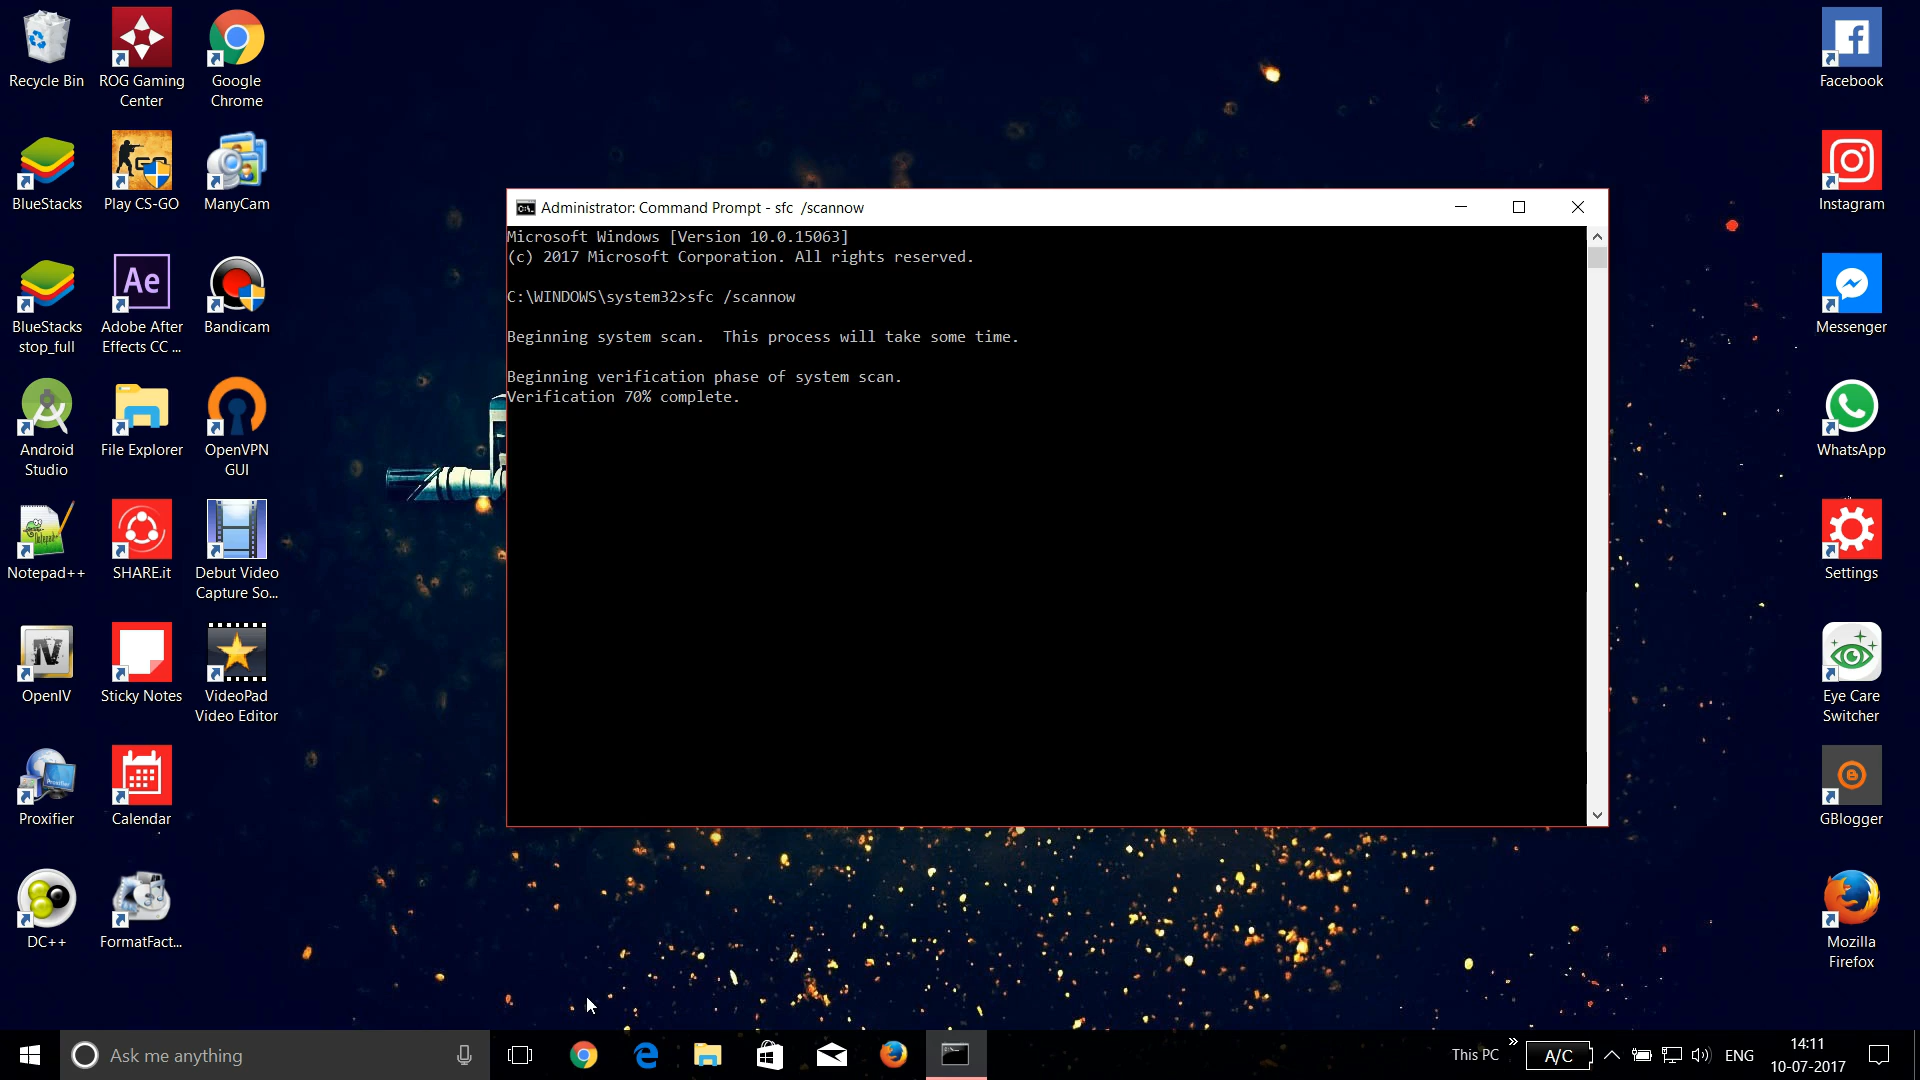 Recycle Bin
ROG Gaming
Center
Google
Chrome
BlueStacks
Play CS-GO
ManyCam
BlueStacks
stop_full
Ae
Adobe After
Effects CC ...
Bandicam
Android
Studio
File Explorer
OpenVPN
GUI
Notepad++
SHARE.it
Debut Video
Capture So...
OpenIV
Sticky Notes
VideoPad
Video Editor
Proxifier
Calendar
DC++
FormatFact...
Administrator: Command Prompt - sfc  /scannow
Microsoft Windows [Version 10.0.15063]
(c) 2017 Microsoft Corporation. All rights reserved.
C:\WINDOWS\system32>sfc /scannow
Beginning system scan.  This process will take some time.
Beginning verification phase of system scan.
Verification 70% complete.
Facebook
Instagram
Messenger
WhatsApp
Settings
Eye Care
Switcher
GBlogger
Mozilla
Firefox
Ask me anything
This PC
»
A/C
ENG
14:11
10-07-2017